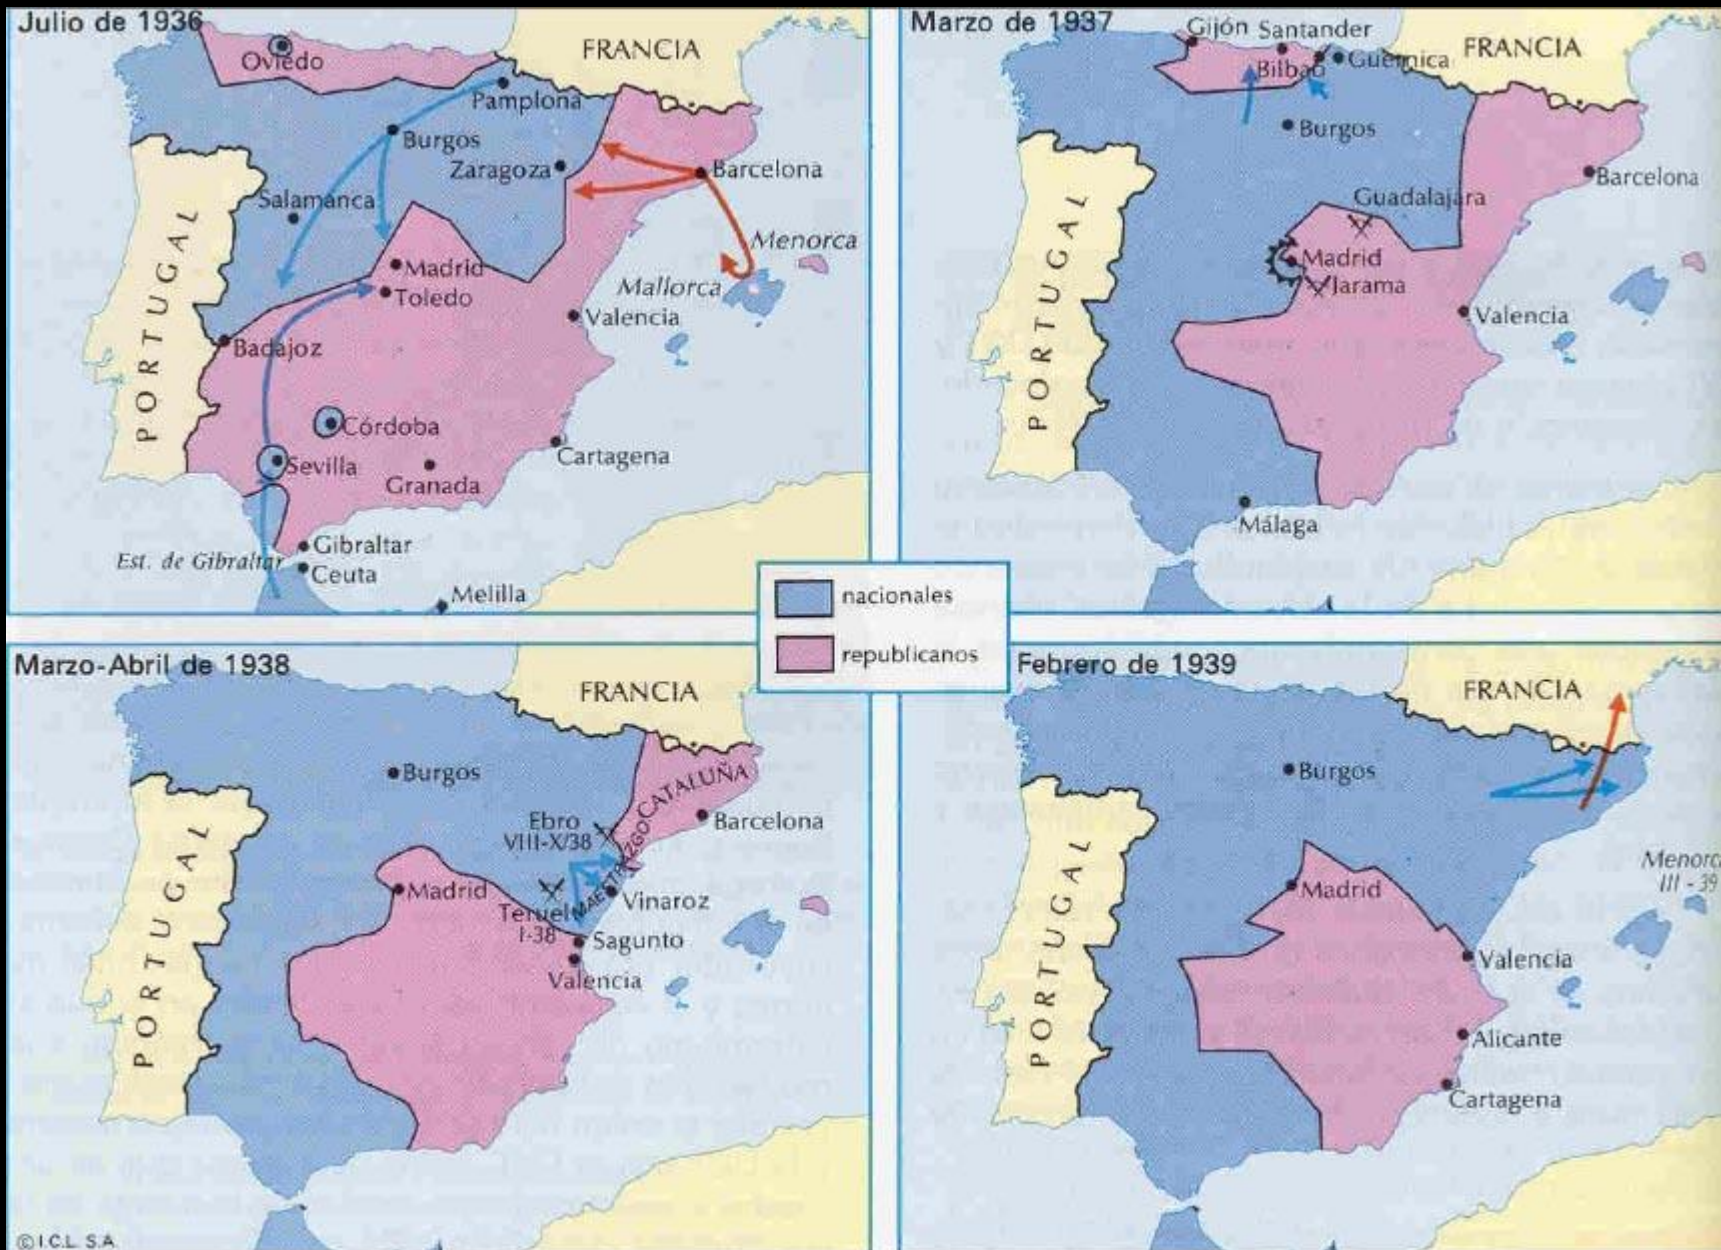 Julio de 1936
FRANCIA
Oviedo
Pamplona
Burgos
Zaragoza
Barcelona
Salamanca
Menorca
Madrid
Mallorca
Toledo
Valencia
Badajoz
PORTUGAL
Córdoba
Sevilla
Cartagena
Granada
Gibraltar
Est. de Gibraltar
Ceuta
Melilla
Marzo de 1937
Gijón
Santander
FRANCIA
Bilbao
Guernica
Burgos
Barcelona
Guadalajara
Madrid
Jarama
Valencia
PORTUGAL
Málaga
nacionales
republicanos
Marzo-Abril de 1938
FRANCIA
Burgos
CATALUÑA
Ebro
VIII-X/38
Barcelona
MAETRAZGO
Madrid
Vinaroz
Teruel
I-38
Sagunto
Valencia
PORTUGAL
© I.C.L. S.A.
Febrero de 1939
FRANCIA
Burgos
Menorca
III - 39
Madrid
Valencia
PORTUGAL
Alicante
Cartagena